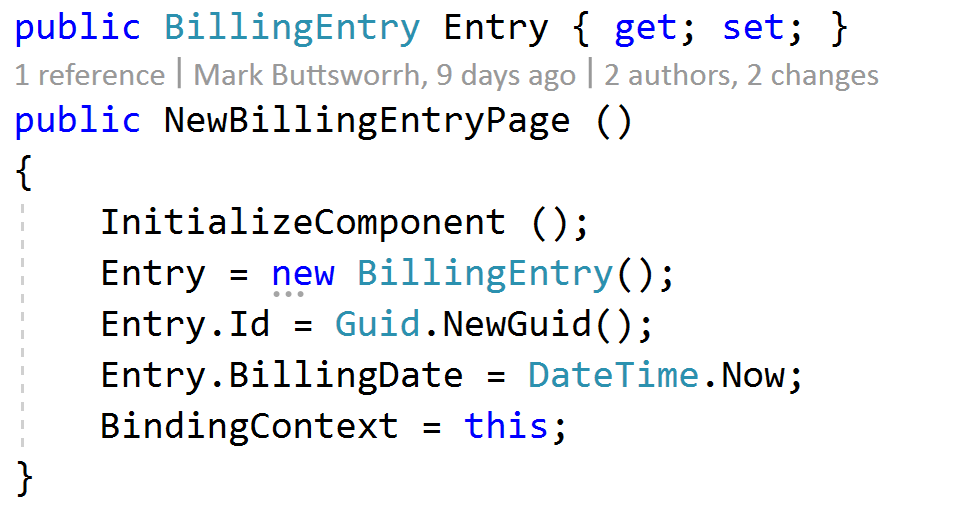 public BillingEntry Entry { get; set; }
1 reference | Mark Buttsworrh, 9 days ago | 2 authors, 2 changes
public NewBillingEntryPage ()
{
InitializeComponent ();
Entry = new BillingEntry();
Entry.Id = Guid.NewGuid();
Entry.BillingDate = DateTime.Now;
BindingContext = this;
}